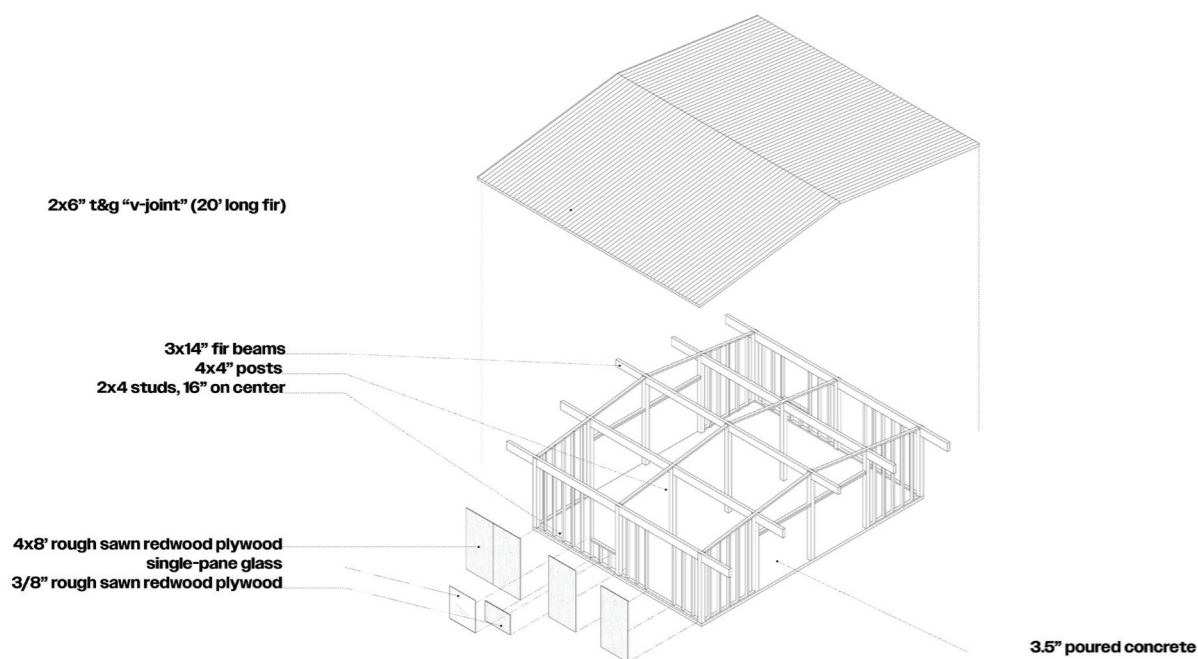 2x6” t&g “v-joint” (20’ long fir)
3x14” fir beams
4x4” posts
2x4 studs, 16” on center
4x8’ rough sawn redwood plywood
single-pane glass
3/8” rough sawn redwood plywood
3.5” poured concrete